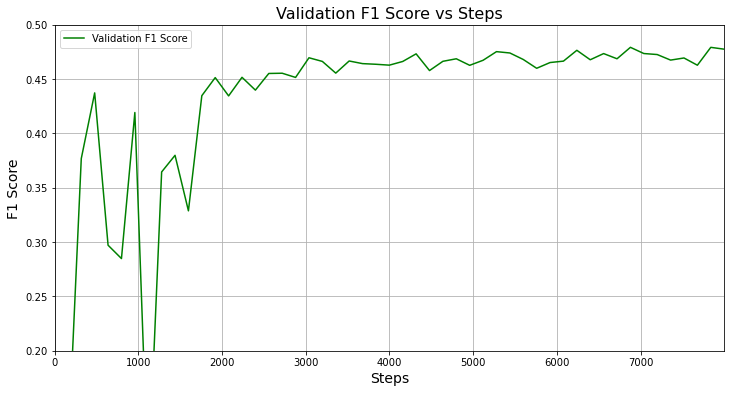 Validation F1 Score vs Steps
Validation F1 Score
F1 Score
0.50
0.45
0.40
0.35
0.30
0.25
0.20
0 1000 2000 3000 4000 5000 6000 7000
Steps